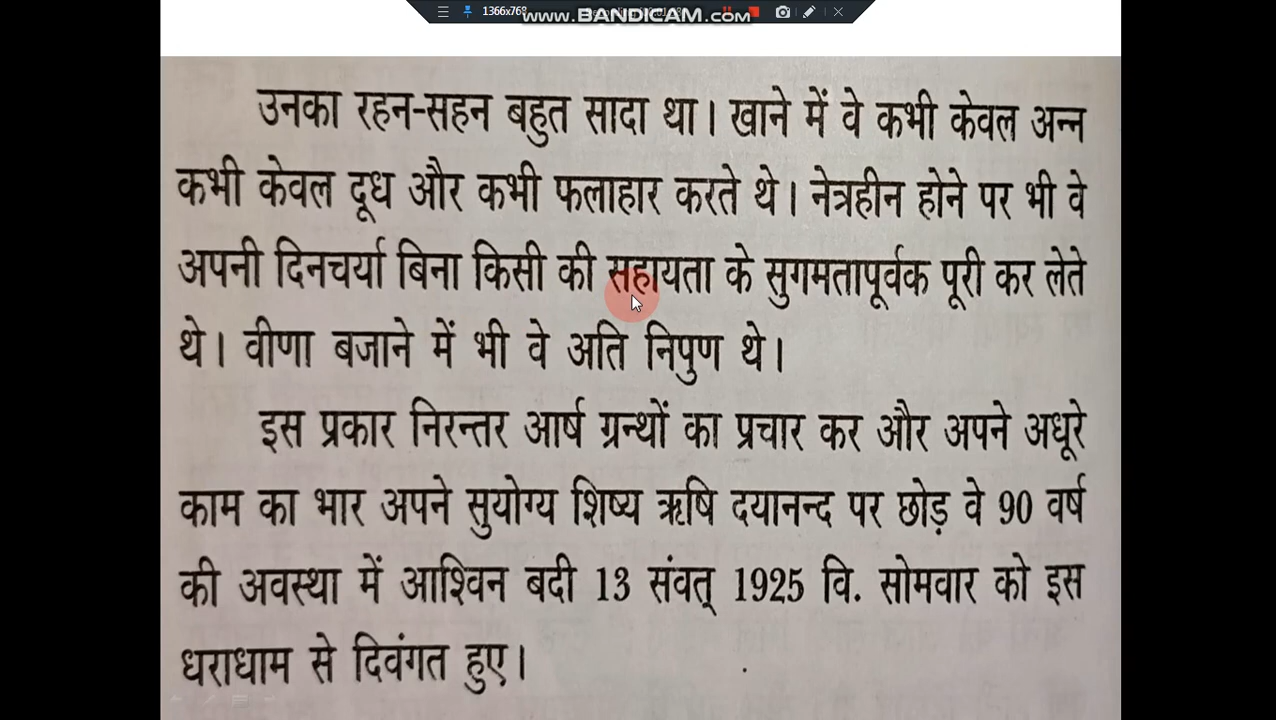 1366x768
www.BANDICAM.com
उनका रहन-सहन बहुत सादा था। खाने में वे कभी केवल अन्न
कभी केवल दूध और कभी फलाहार करते थे। नेत्रहीन होने पर भी वे
अपनी दिनचर्या बिना किसी की सहायता के सुगमतापूर्वक पूरी कर लेते
थे। वीणा बजाने में भी वे अति निपुण थे।
इस प्रकार निरन्तर आर्ष ग्रन्थों का प्रचार कर और अपने अधूरे
काम का भार अपने सुयोग्य शिष्य ऋषि दयानन्द पर छोड़ वे 90 वर्ष
की अवस्था में आश्विन बदी 13 संवत् 1925 वि. सोमवार को इस
धराधाम से दिवंगत हुए।